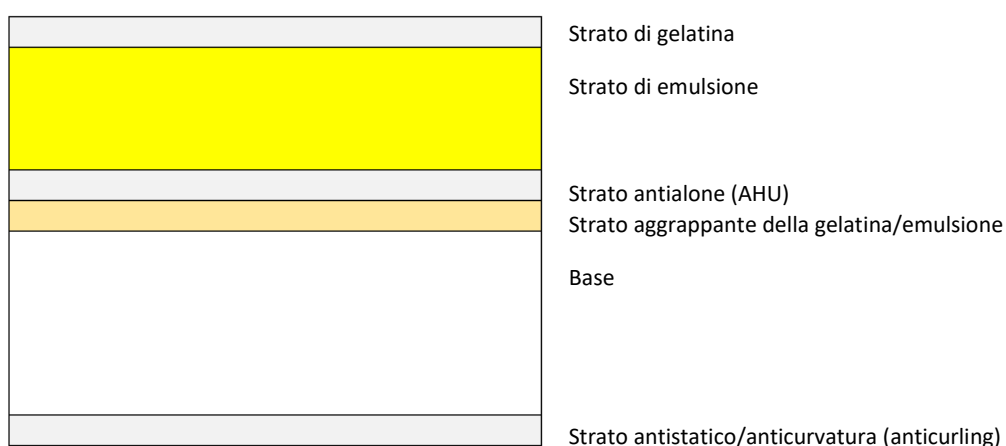 Strato di gelatina
Strato di emulsione
Strato antialone (AHU)
Strato aggrappante della gelatina/emulsione
Base
Strato antistatico/anticurvatura (anticurling)